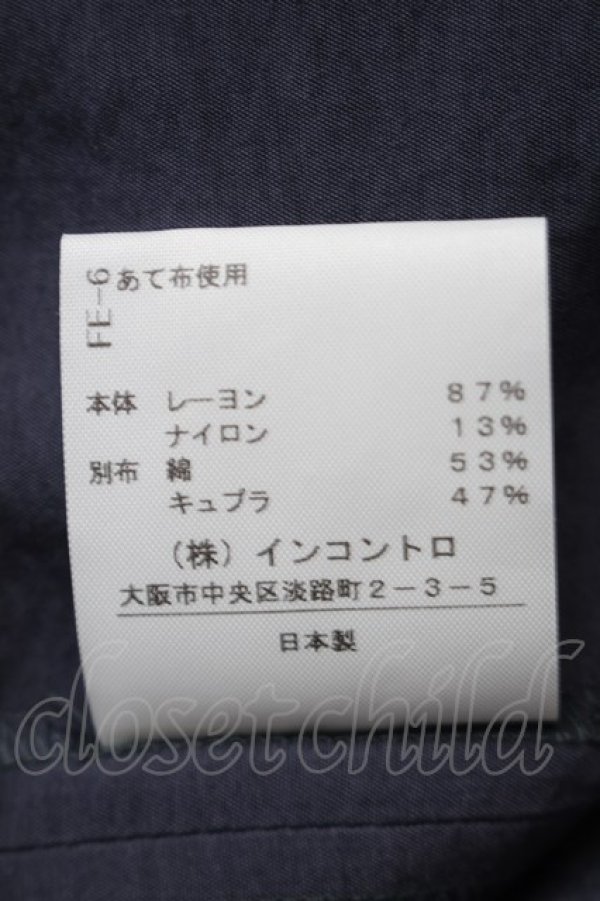 FE-6
あて布使用
本体 レーヨン 87%
ナイロン 13%
別布 綿 53%
キュプラ 47%
(株)インコントロ
大阪市中央区淡路町2-3-5
日本製
closet child